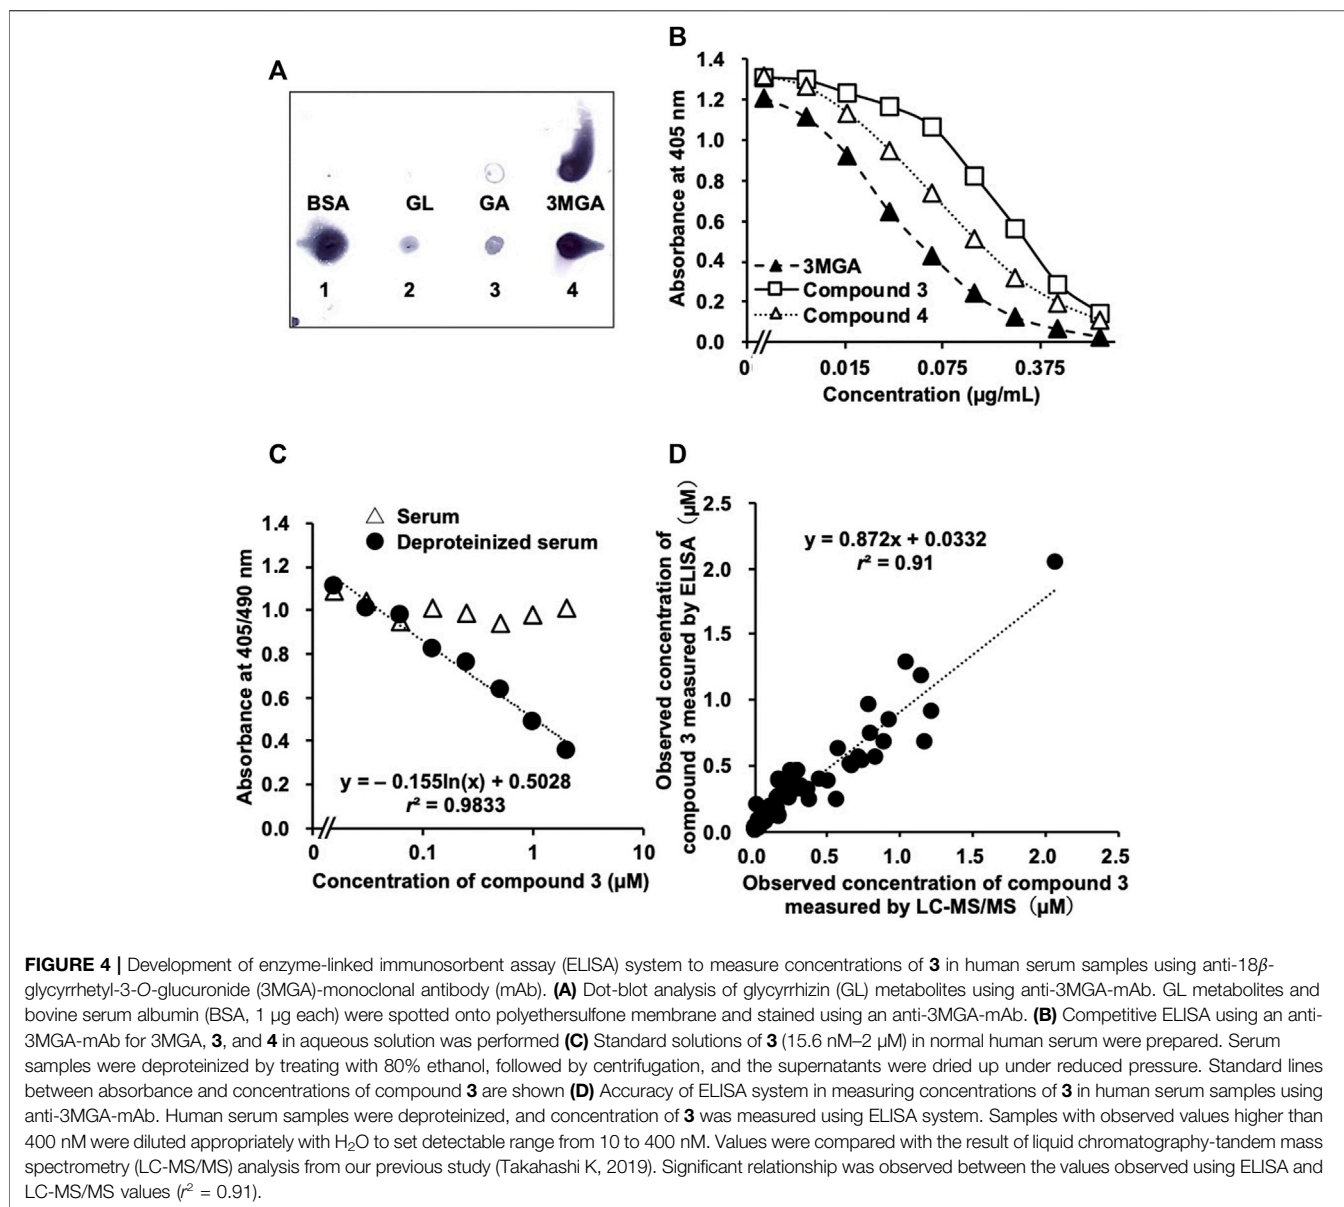 A
BSA GL GA 3MGA
1 2 3 4
B
Absorbance at 405 nm
1.4
1.2
1.0
0.8
0.6
0.4
0.2
0.0
3MGA
Compound 3
Compound 4
0 0.015 0.075 0.375
Concentration (µg/mL)
C
Absorbance at 405/490 nm
1.4
1.2
1.0
0.8
0.6
0.4
0.2
0.0
Serum
Deproteinized serum
y = – 0.155ln(x) + 0.5028
r² = 0.9833
0 0.1 1 10
Concentration of compound 3 (µM)
D
Observed concentration of
compound 3 measured by ELISA (µM)
2.5
2.0
1.5
1.0
0.5
0.0
y = 0.872x + 0.0332
r² = 0.91
0.0 0.5 1.0 1.5 2.0 2.5
Observed concentration of compound 3
measured by LC-MS/MS (µM)
FIGURE 4 | Development of enzyme-linked immunosorbent assay (ELISA) system to measure concentrations of 3 in human serum samples using anti-18β-
glycyrrhetyl-3-O-glucuronide (3MGA)-monoclonal antibody (mAb). (A) Dot-blot analysis of glycyrrhizin (GL) metabolites using anti-3MGA-mAb. GL metabolites and
bovine serum albumin (BSA, 1 µg each) were spotted onto polyethersulfone membrane and stained using an anti-3MGA-mAb. (B) Competitive ELISA using an anti-
3MGA-mAb for 3MGA, 3, and 4 in aqueous solution was performed (C) Standard solutions of 3 (15.6 nM–2 µM) in normal human serum were prepared. Serum
samples were deproteinized by treating with 80% ethanol, followed by centrifugation, and the supernatants were dried up under reduced pressure. Standard lines
between absorbance and concentrations of compound 3 are shown (D) Accuracy of ELISA system in measuring concentrations of 3 in human serum samples using
anti-3MGA-mAb. Human serum samples were deproteinized, and concentration of 3 was measured using ELISA system. Samples with observed values higher than
400 nM were diluted appropriately with H₂O to set detectable range from 10 to 400 nM. Values were compared with the result of liquid chromatography-tandem mass
spectrometry (LC-MS/MS) analysis from our previous study (Takahashi K, 2019). Significant relationship was observed between the values observed using ELISA and
LC-MS/MS values (r² = 0.91).